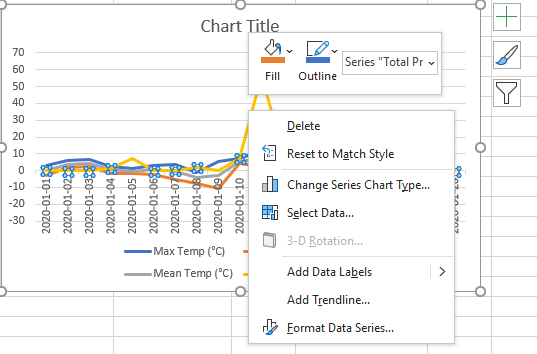 Chart Title
70
60
50
40
30
20
10
0
-10
-20
-30
2020-01-01
2020-01-02
2020-01-03
2020-01-04
2020-01-05
2020-01-06
2020-01-07
2020-01-08
2020-01-09
2020-01-10
Max Temp (°C)
Mean Temp (°C)
Fill
Outline
Series "Total Pr
Delete
Reset to Match Style
Change Series Chart Type...
Select Data...
3-D Rotation...
Add Data Labels
Add Trendline...
Format Data Series...